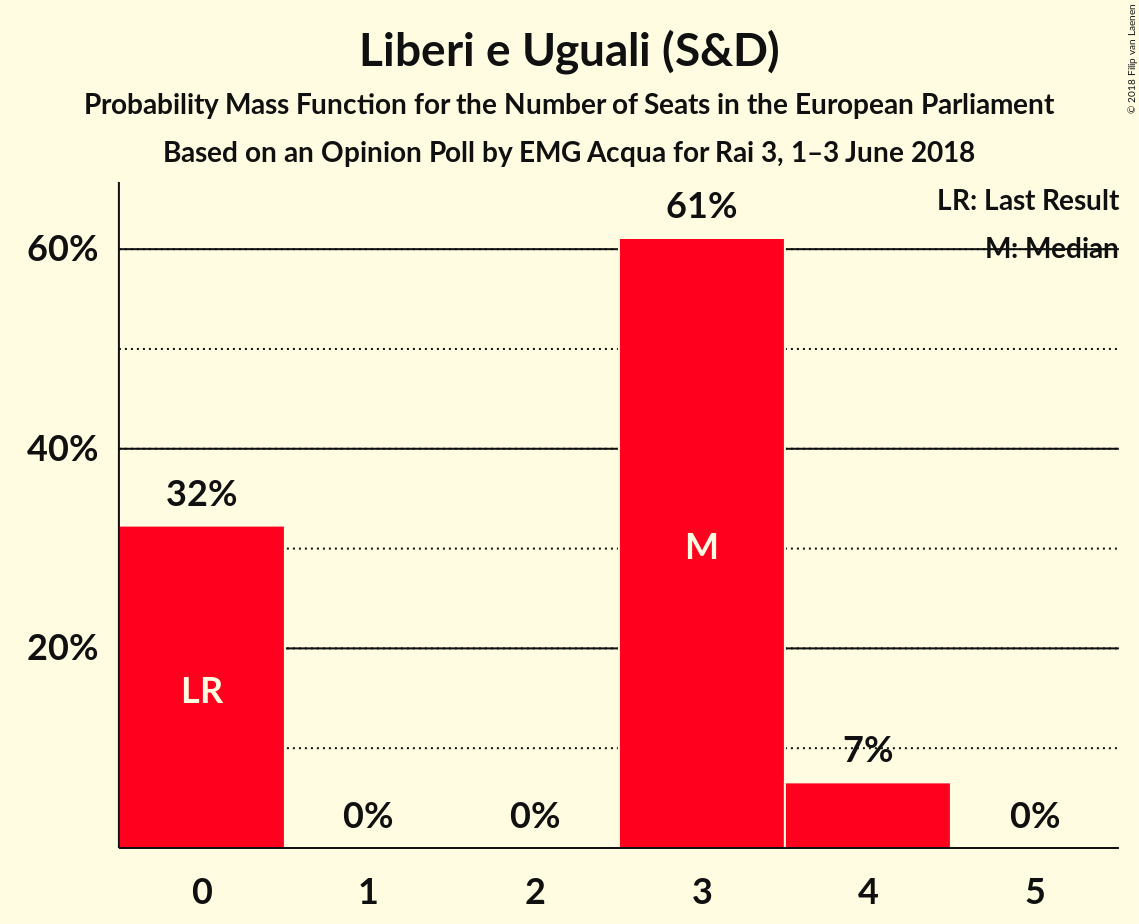 Liberi e Uguali (S&D)
Probability Mass Function for the Number of Seats in the European Parliament
Based on an Opinion Poll by EMG Acqua for Rai 3, 1–3 June 2018
© 2018 Filip van Laenen
LR: Last Result
M: Median
60%
40%
20%
32%
0%
0%
61%
7%
0%
LR
M
0 1 2 3 4 5